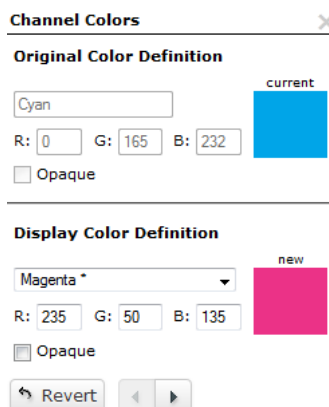 Channel Colors
Original Color Definition
current
Cyan
R: 0 G: 165 B: 232
Opaque
Display Color Definition
new
Magenta *
R: 235 G: 50 B: 135
Opaque
Revert